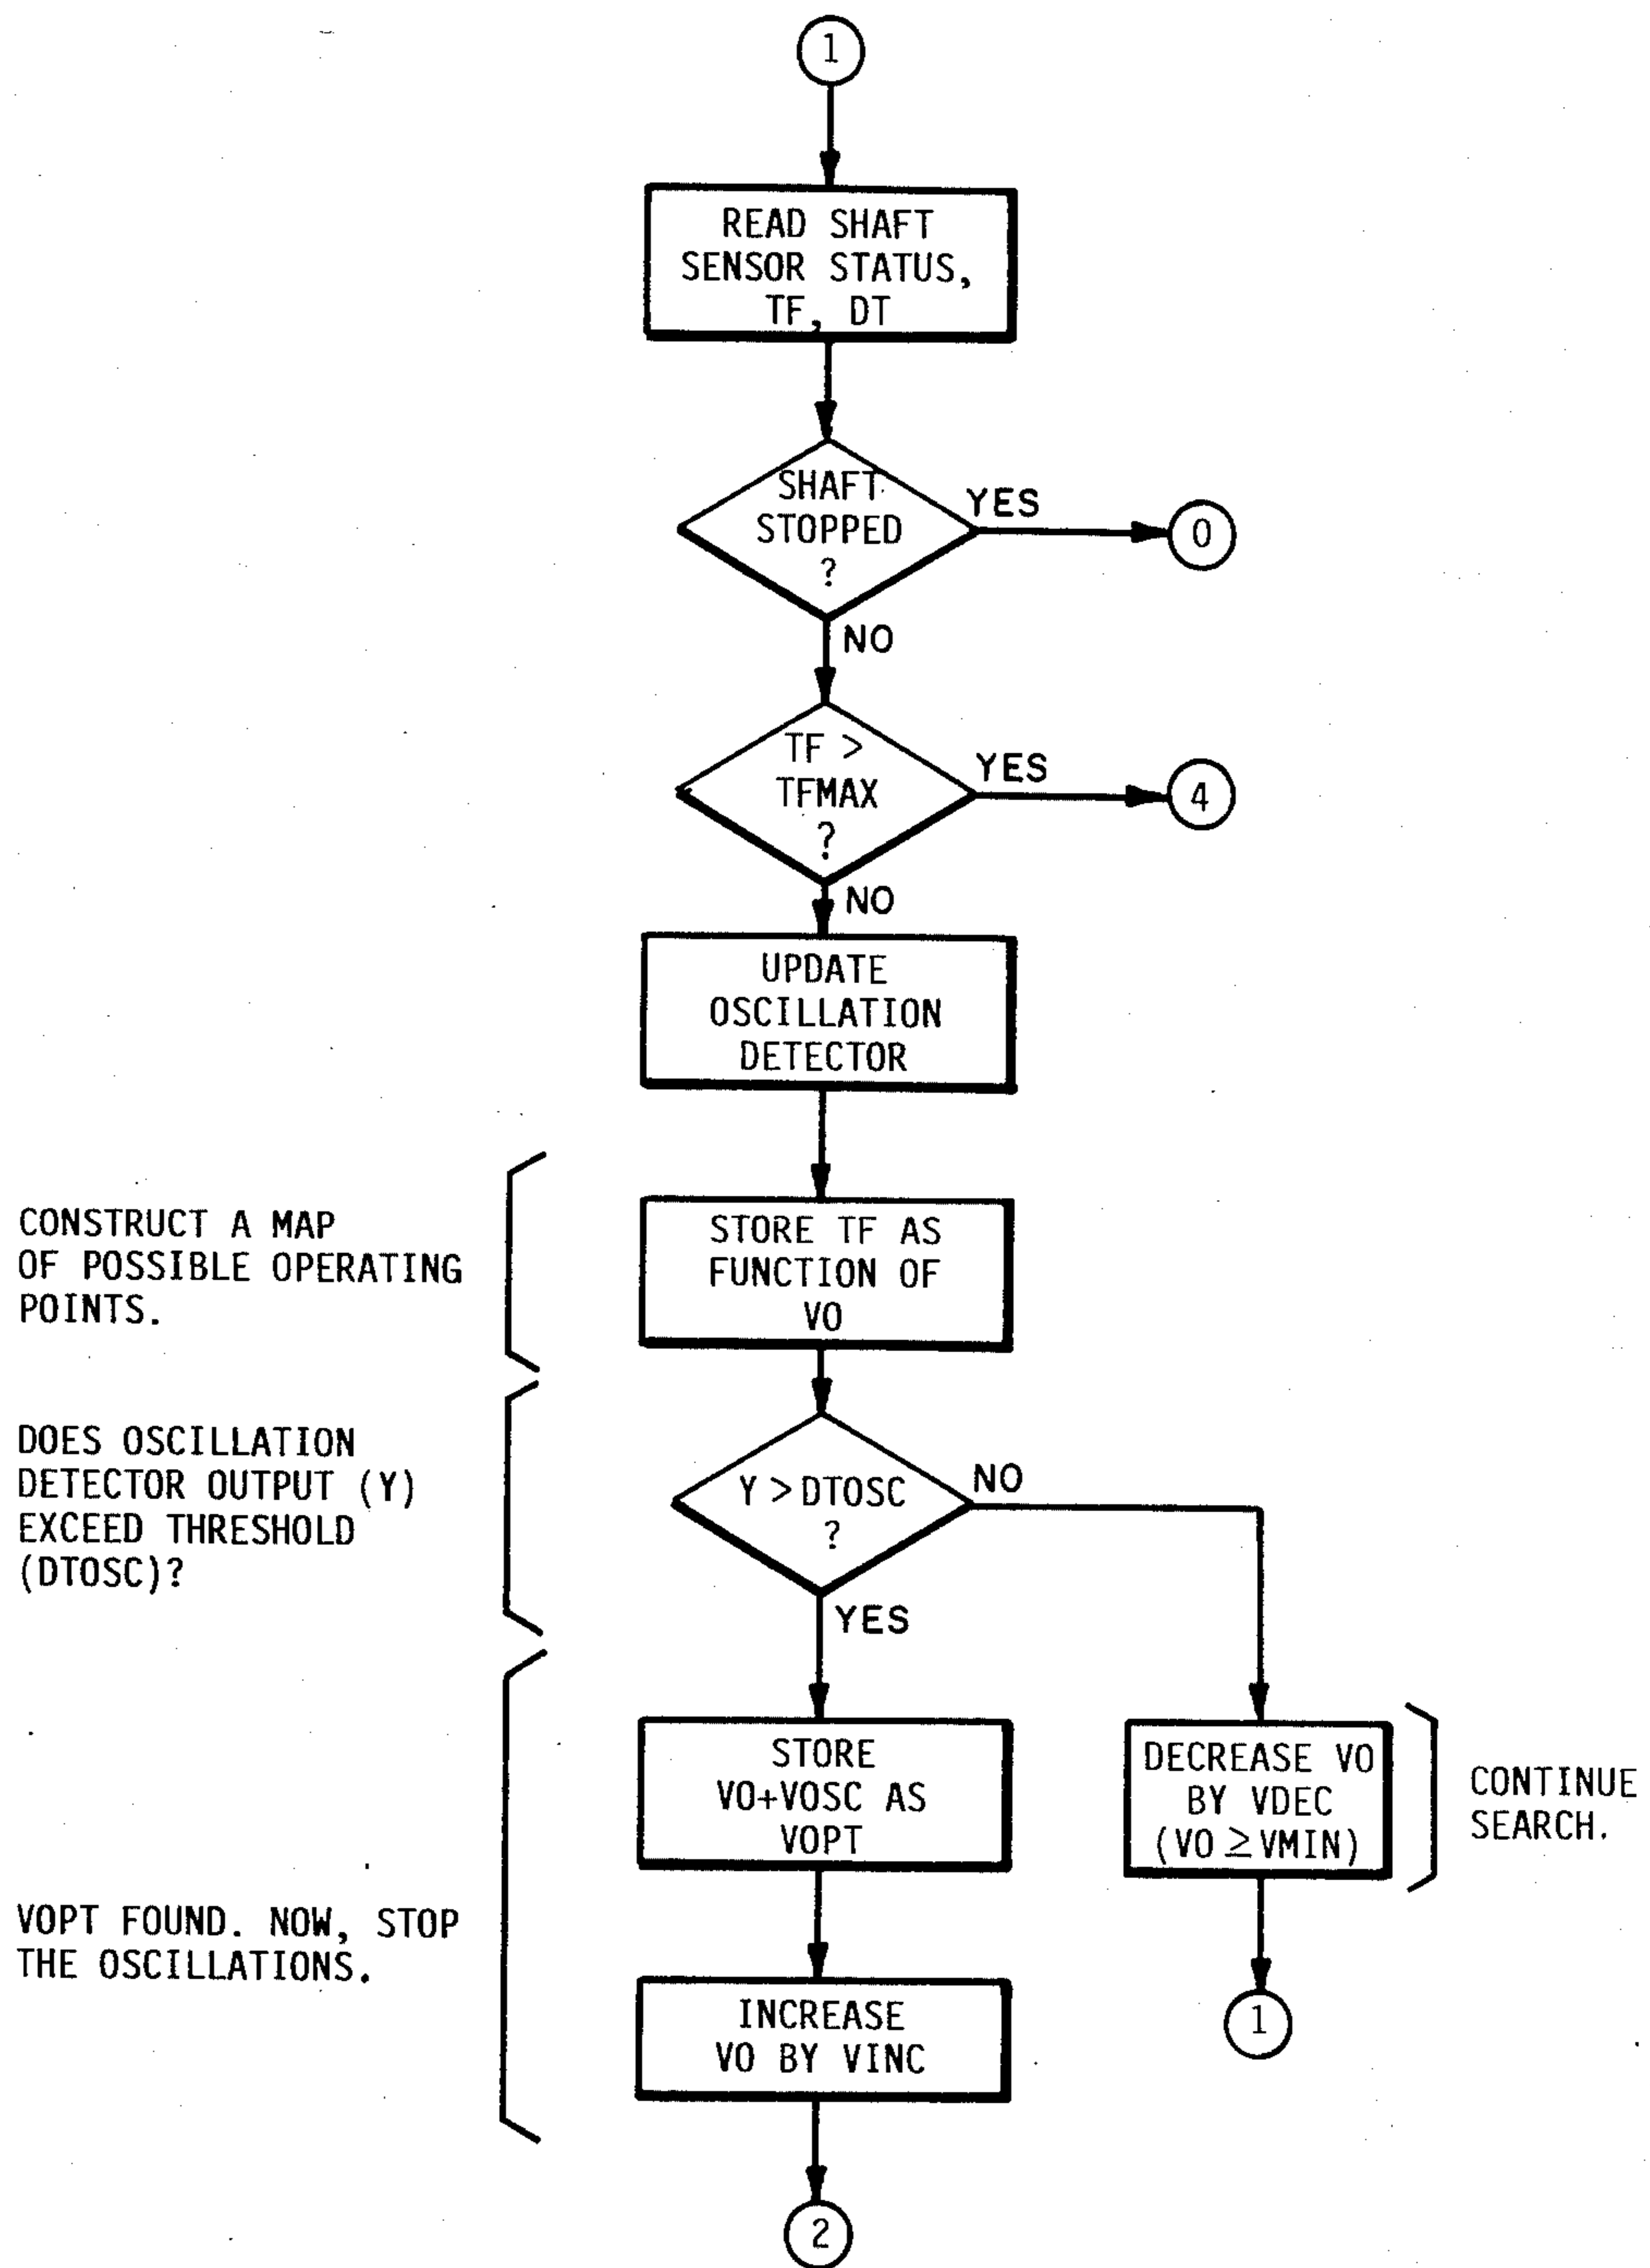 1
READ SHAFT
SENSOR STATUS,
TF, DT
SHAFT
STOPPED
?
YES
0
NO
TF >
TFMAX
?
YES
4
NO
UPDATE
OSCILLATION
DETECTOR
CONSTRUCT A MAP
OF POSSIBLE OPERATING
POINTS.
STORE TF AS
FUNCTION OF
VO
DOES OSCILLATION
DETECTOR OUTPUT (Y)
EXCEED THRESHOLD
(DTOSC)?
Y > DTOSC
?
NO
YES
STORE
VO+VOSC AS
VOPT
DECREASE VO
BY VDEC
(VO ≥ VMIN)
CONTINUE
SEARCH.
VOPT FOUND. NOW, STOP
THE OSCILLATIONS.
INCREASE
VO BY VINC
1
2